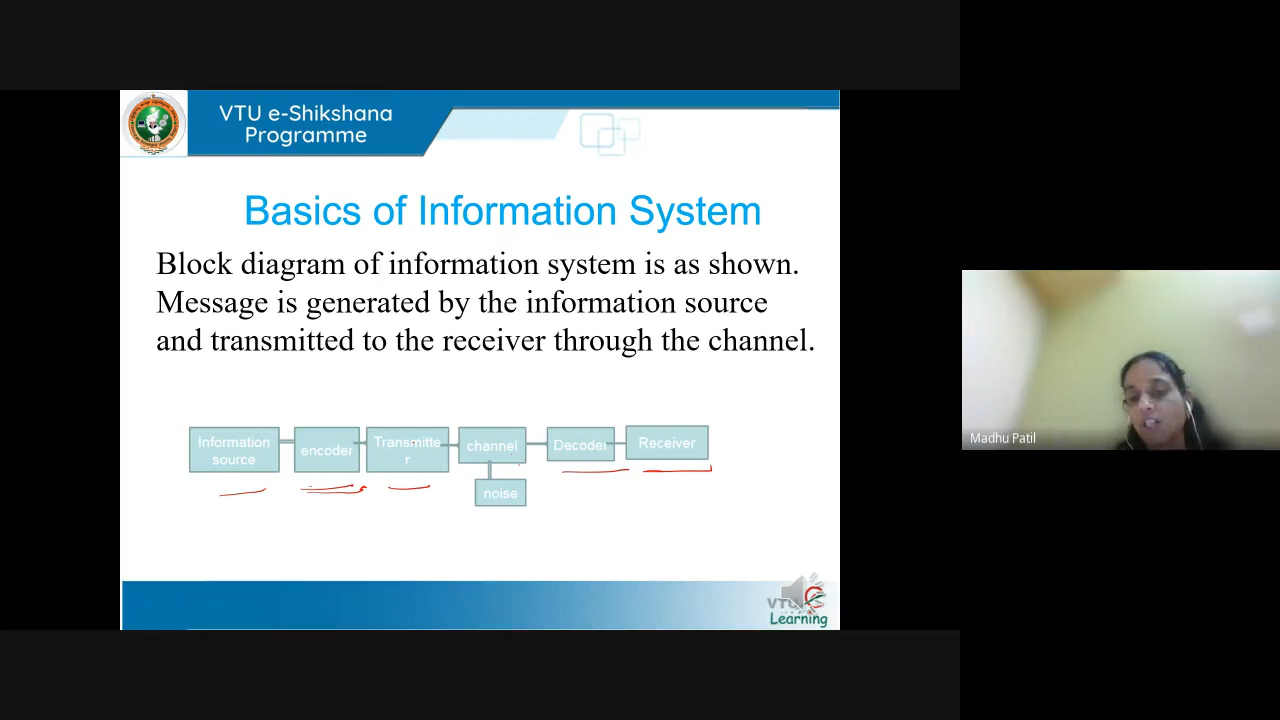 VTU e-Shikshana
Programme
Basics of Information System
Block diagram of information system is as shown.
Message is generated by the information source
and transmitted to the receiver through the channel.
Information
source
encoder
Transmitte
r
channel
Decoder
Receiver
noise
VTU
Learning
Madhu Patil